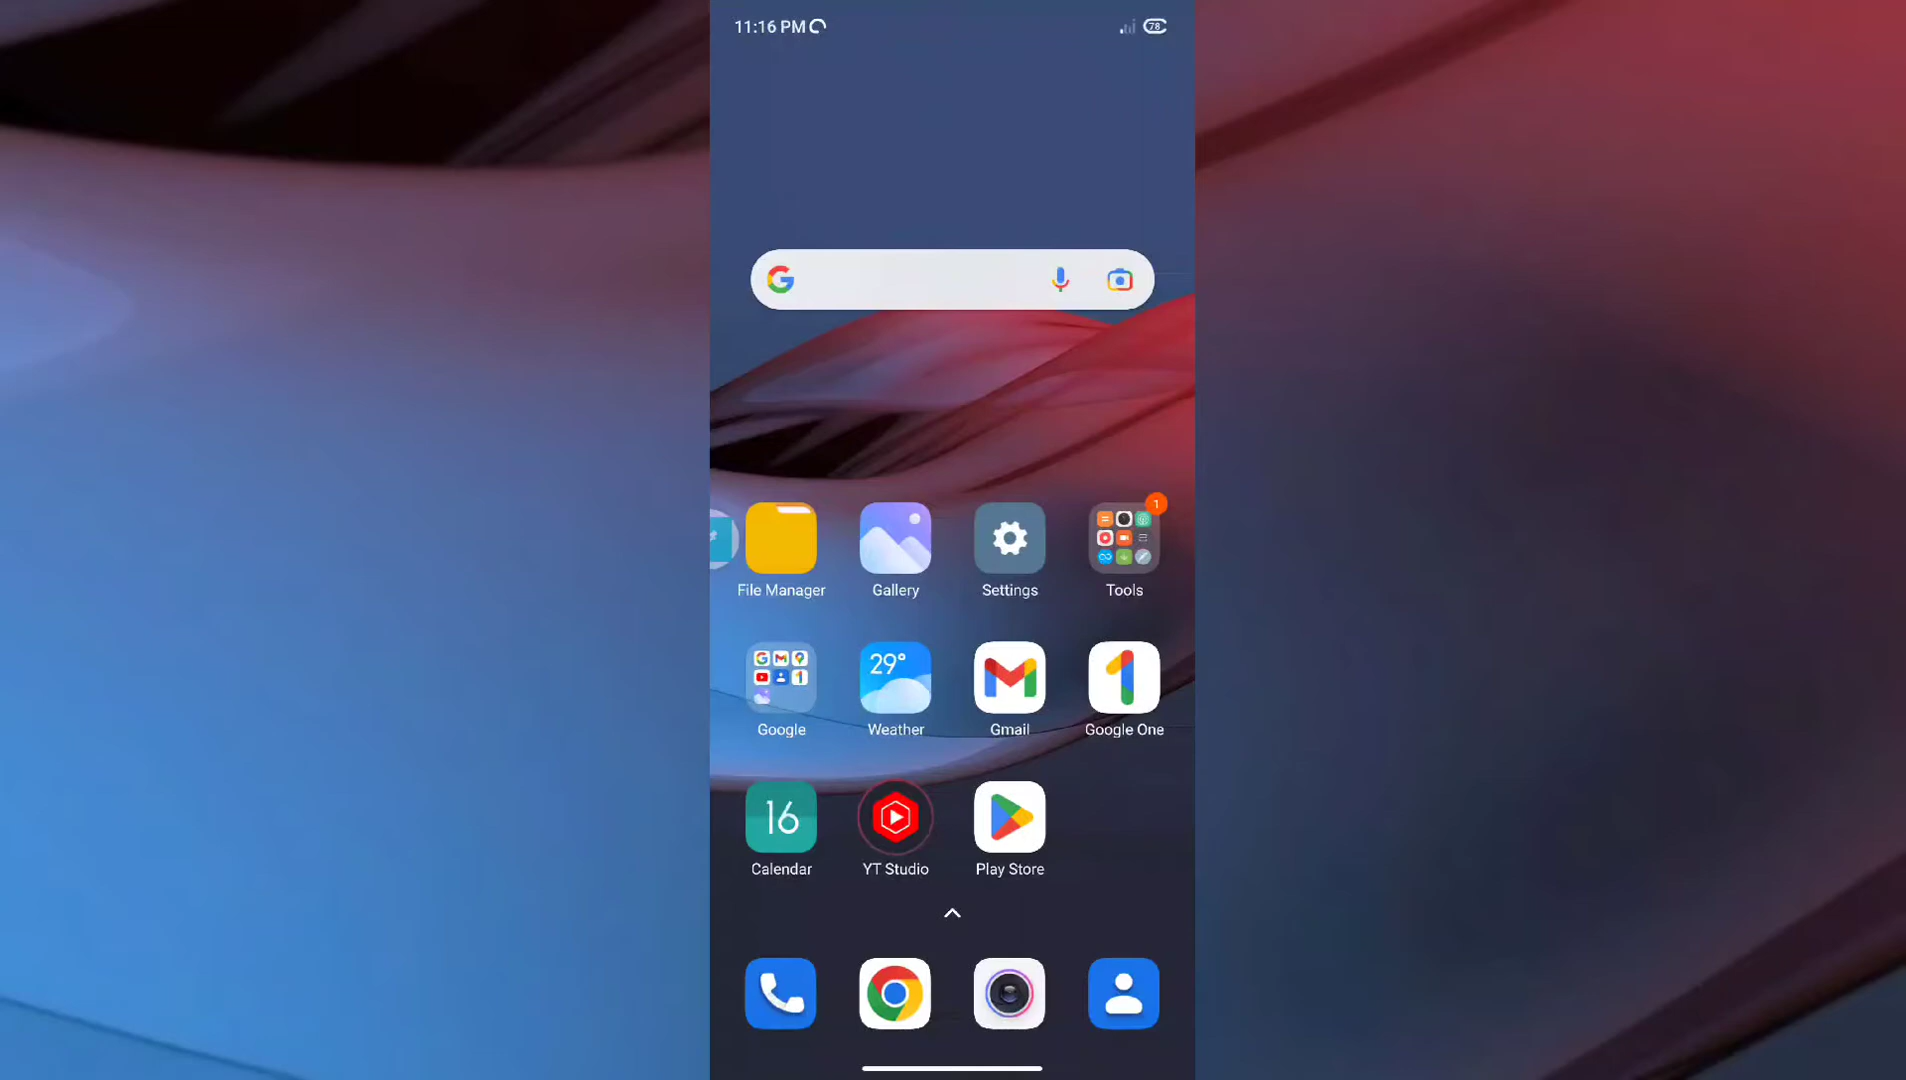 11:16 PM 78
1
File Manager Gallery Settings Tools
29°
Google Weather Gmail Google One
16
Calendar YT Studio Play Store